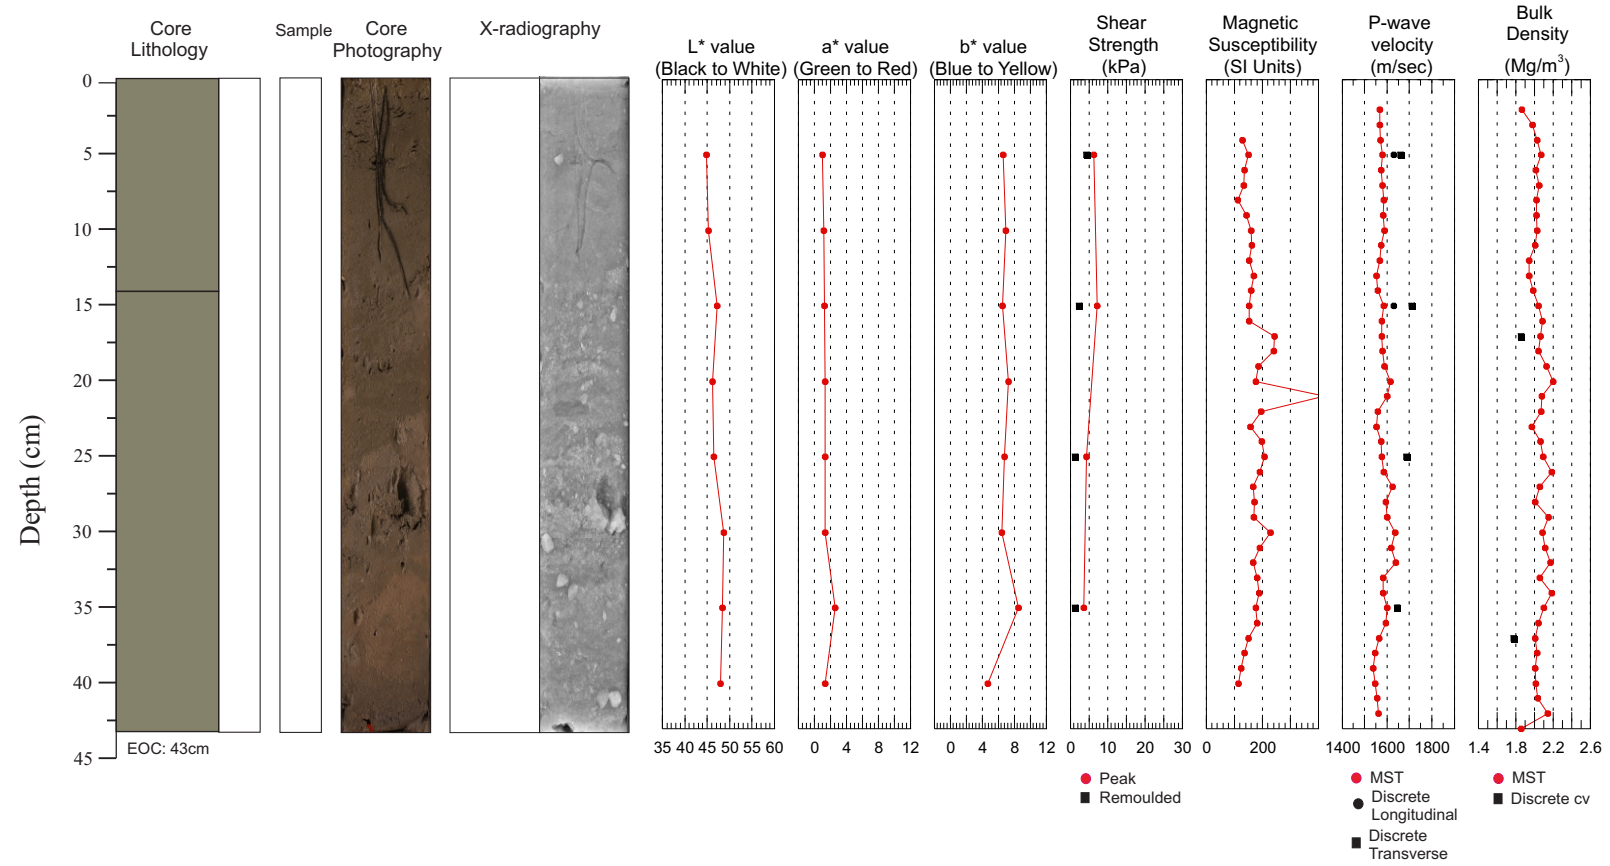 Core
Lithology
Sample
Core
Photography
X-radiography
L* value
(Black to White)
a* value
(Green to Red)
b* value
(Blue to Yellow)
Shear
Strength
(kPa)
Magnetic
Susceptibility
(SI Units)
P-wave
velocity
(m/sec)
Bulk
Density
(Mg/m³)
Depth (cm)
0
5
10
15
20
25
30
35
40
45
EOC: 43cm
35 40 45 50 55 60
0 4 8 12
0 4 8 12
0 10 20 30
0 200
1400 1600 1800
1.4 1.8 2.2 2.6
Peak
Remoulded
MST
Discrete
Longitudinal
Discrete
Transverse
MST
Discrete cv